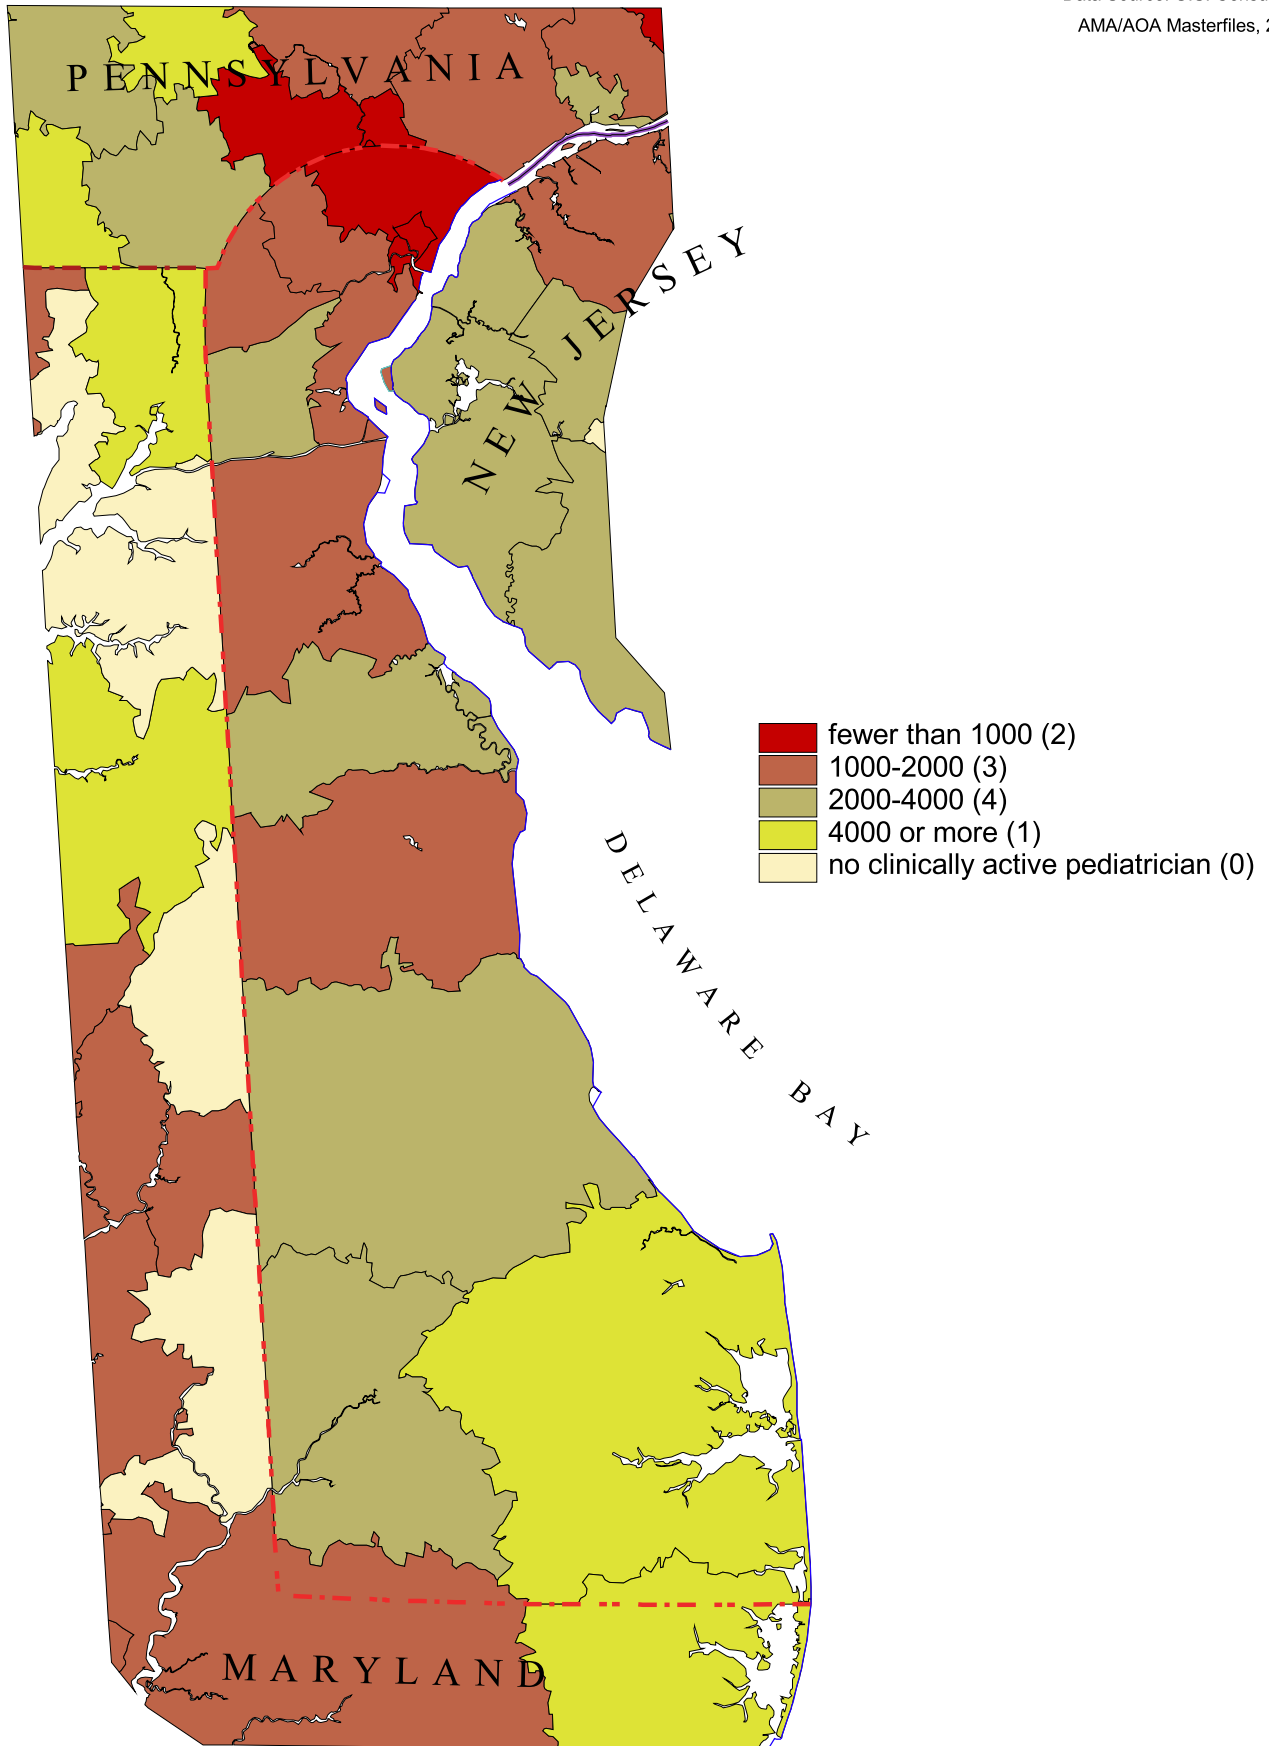 AMA/AOA Masterfiles, 2
PENNSYLVANIA
NEW JERSEY
fewer than 1000 (2)
1000-2000 (3)
2000-4000 (4)
4000 or more (1)
no clinically active pediatrician (0)
DELAWARE BAY
MARYLAND